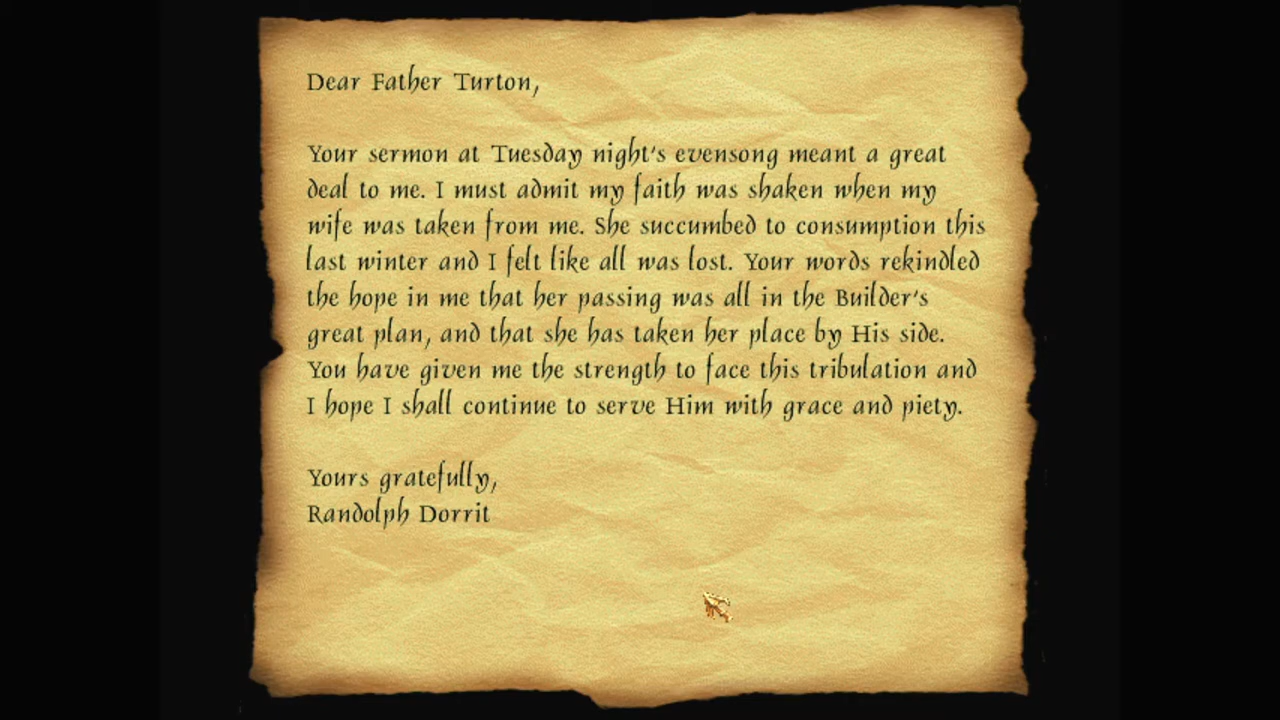 Dear Father Turton,
Your sermon at Tuesday night's evensong meant a great
deal to me. I must admit my faith was shaken when my
wife was taken from me. She succumbed to consumption this
last winter and I felt like all was lost. Your words rekindled
the hope in me that her passing was all in the Builder's
great plan, and that she has taken her place by His side.
You have given me the strength to face this tribulation and
I hope I shall continue to serve Him with grace and piety.
Yours gratefully,
Randolph Dorrit